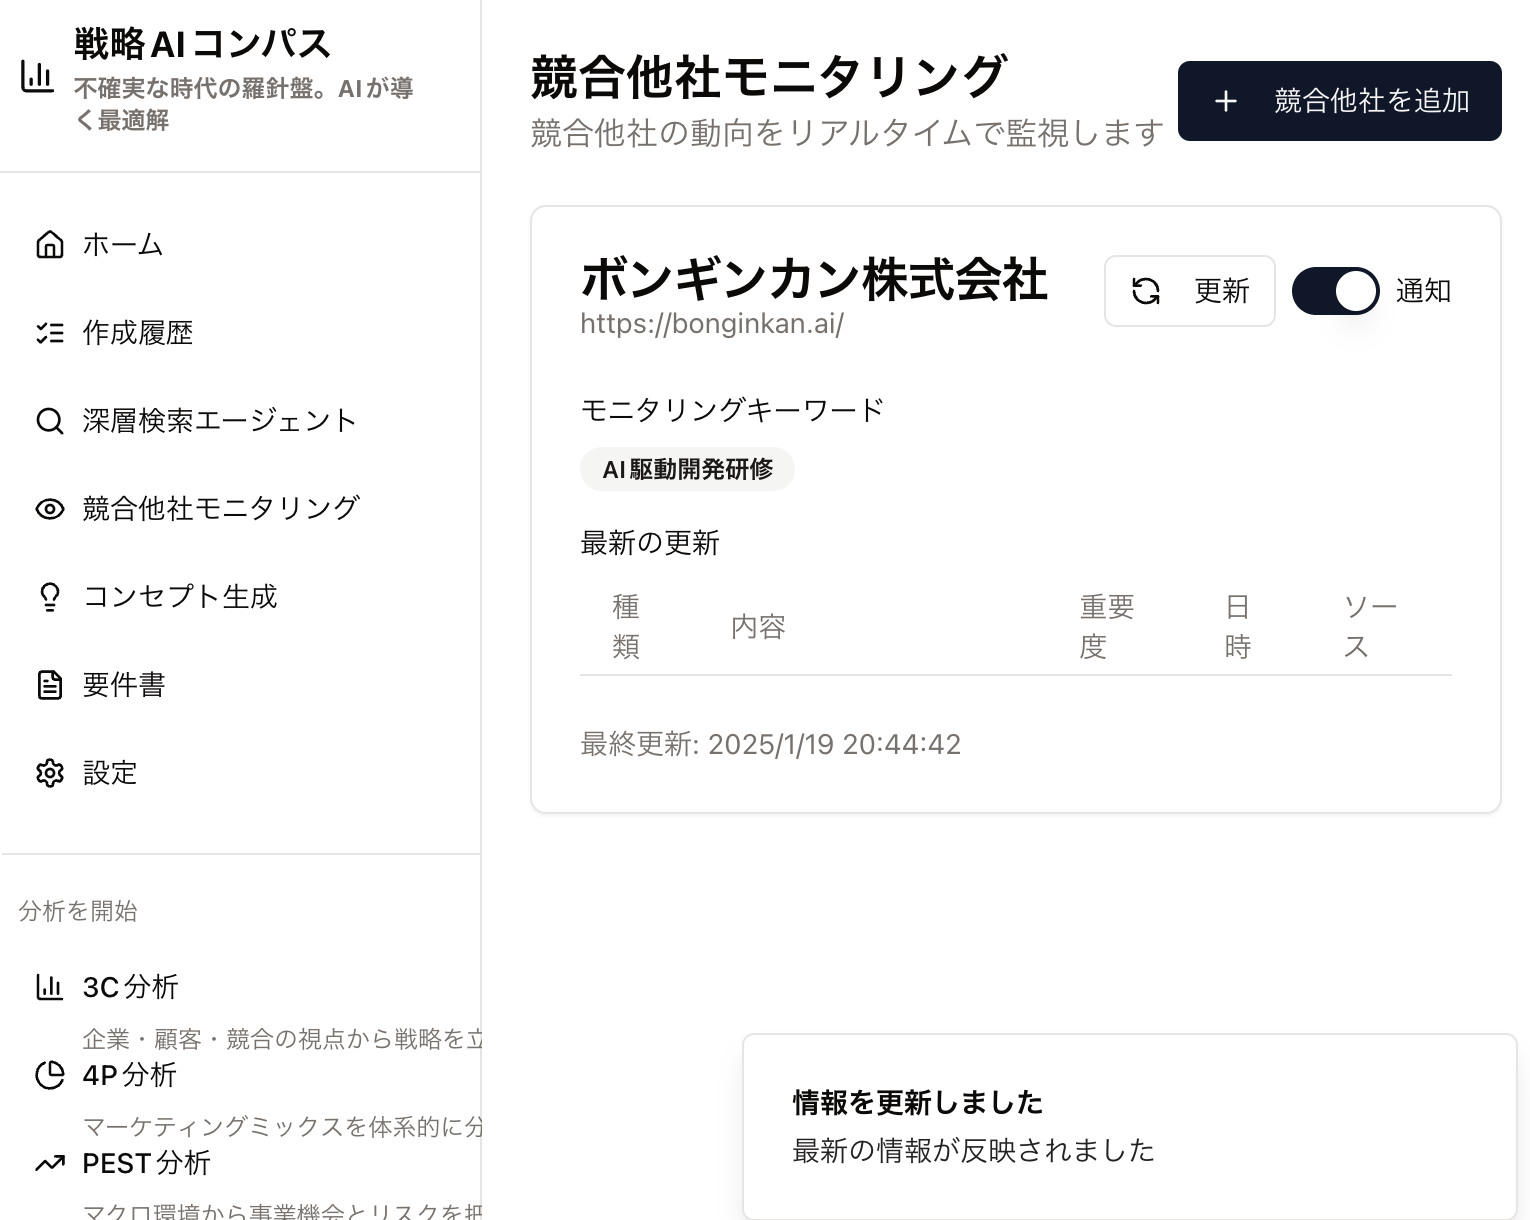 戦略AIコンパス
不確実な時代の羅針盤。AIが導
く最適解
ホーム
作成履歴
深層検索エージェント
競合他社モニタリング
コンセプト生成
要件書
設定
分析を開始
3C分析
企業・顧客・競合の視点から戦略を立
4P分析
マーケティングミックスを体系的に分
PEST分析
マクロ環境から事業機会とリスクを把
競合他社モニタリング
競合他社の動向をリアルタイムで監視します
競合他社を追加
ボンギンカン株式会社
https://bonginkan.ai/
更新
通知
モニタリングキーワード
AI駆動開発研修
最新の更新
種類
内容
重要度
日時
ソース
最終更新: 2025/1/19 20:44:42
情報を更新しました
最新の情報が反映されました